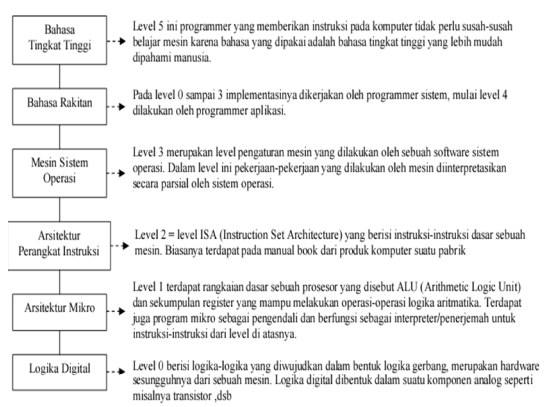 Bahasa
Tingkat Tinggi
Level 5 ini programmer yang memberikan instruksi pada komputer tidak perlu susah-susah
belajar mesin karena bahasa yang dipakai adalah bahasa tingkat tinggi yang lebih mudah
dipahami manusia.
Bahasa Rakitan
Pada level 0 sampai 3 implementasinya dikerjakan oleh programmer sistem, mulai level 4
dilakukan oleh programer aplikasi.
Mesin Sistem
Operasi
Level 3 merupakan level pengaturan mesin yang dilakukan oleh sebuah software sistem
operasi. Dalam level ini pekerjaan-pekerjaan yang dilakukan oleh mesin diinterpretasikan
secara parsial oleh sistem operasi.
Arsitektur
Perangkat Instruksi
Level 2 = level ISA (Instruction Set Architecture) yang berisi instruksi-instruksi dasar sebuah
mesin. Biasanya terdapat pada manual book dari produk komputer suatu pabrik
Arsitektur Mikro
Level 1 terdapat rangkaian dasar sebuah prosesor yang disebut ALU (Arithmetic Logic Unit)
dan sekumpulan register yang mampu melakukan operasi-operasi logika aritmatika. Terdapat
juga program mikro sebagai pengendali dan berfungsi sebagai interpreter/penerjemah untuk
instruksi-instruksi dari level di atasnya.
Logika Digital
Level 0 berisi logika-logika yang diwujudkan dalam bentuk logika gerbang, merupakan hardware
sesungguhnya dari sebuah mesin. Logika digital dibentuk dalam suatu komponen analog seperti
misalnya transistor ,dsb